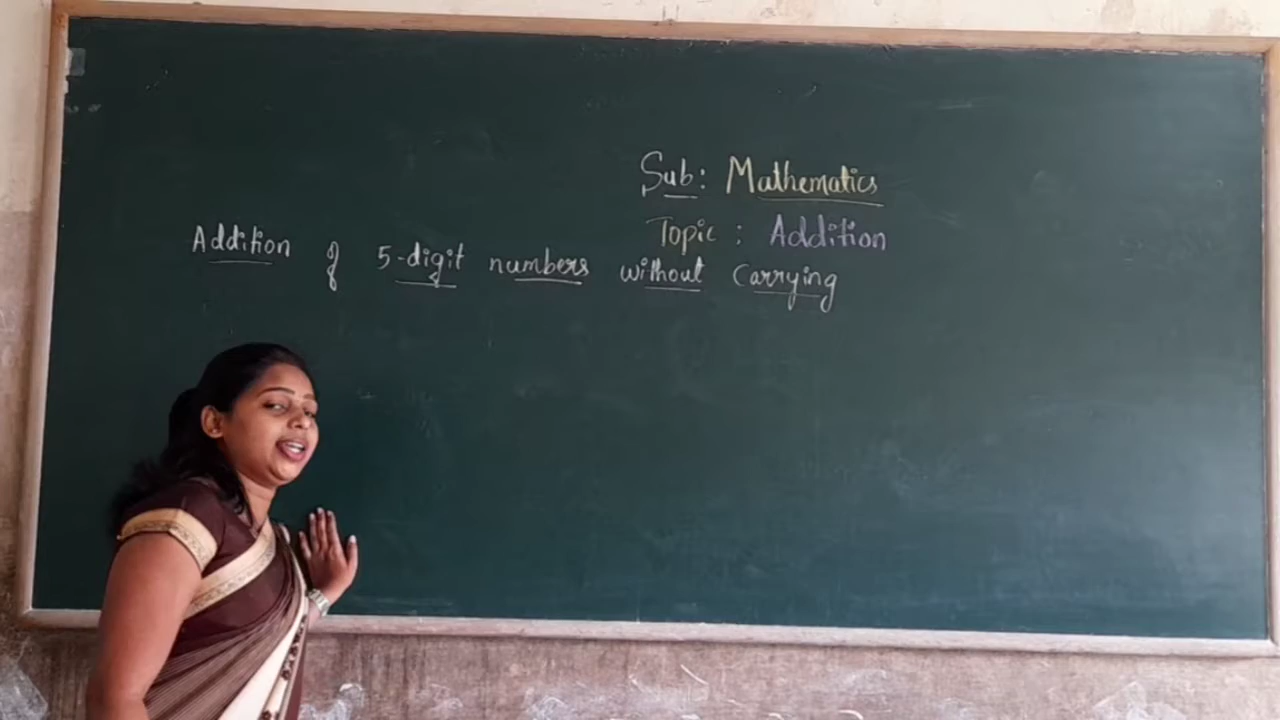 Sub: Mathematics
Topic : Addition
Addition of 5-digit numbers without Carrying